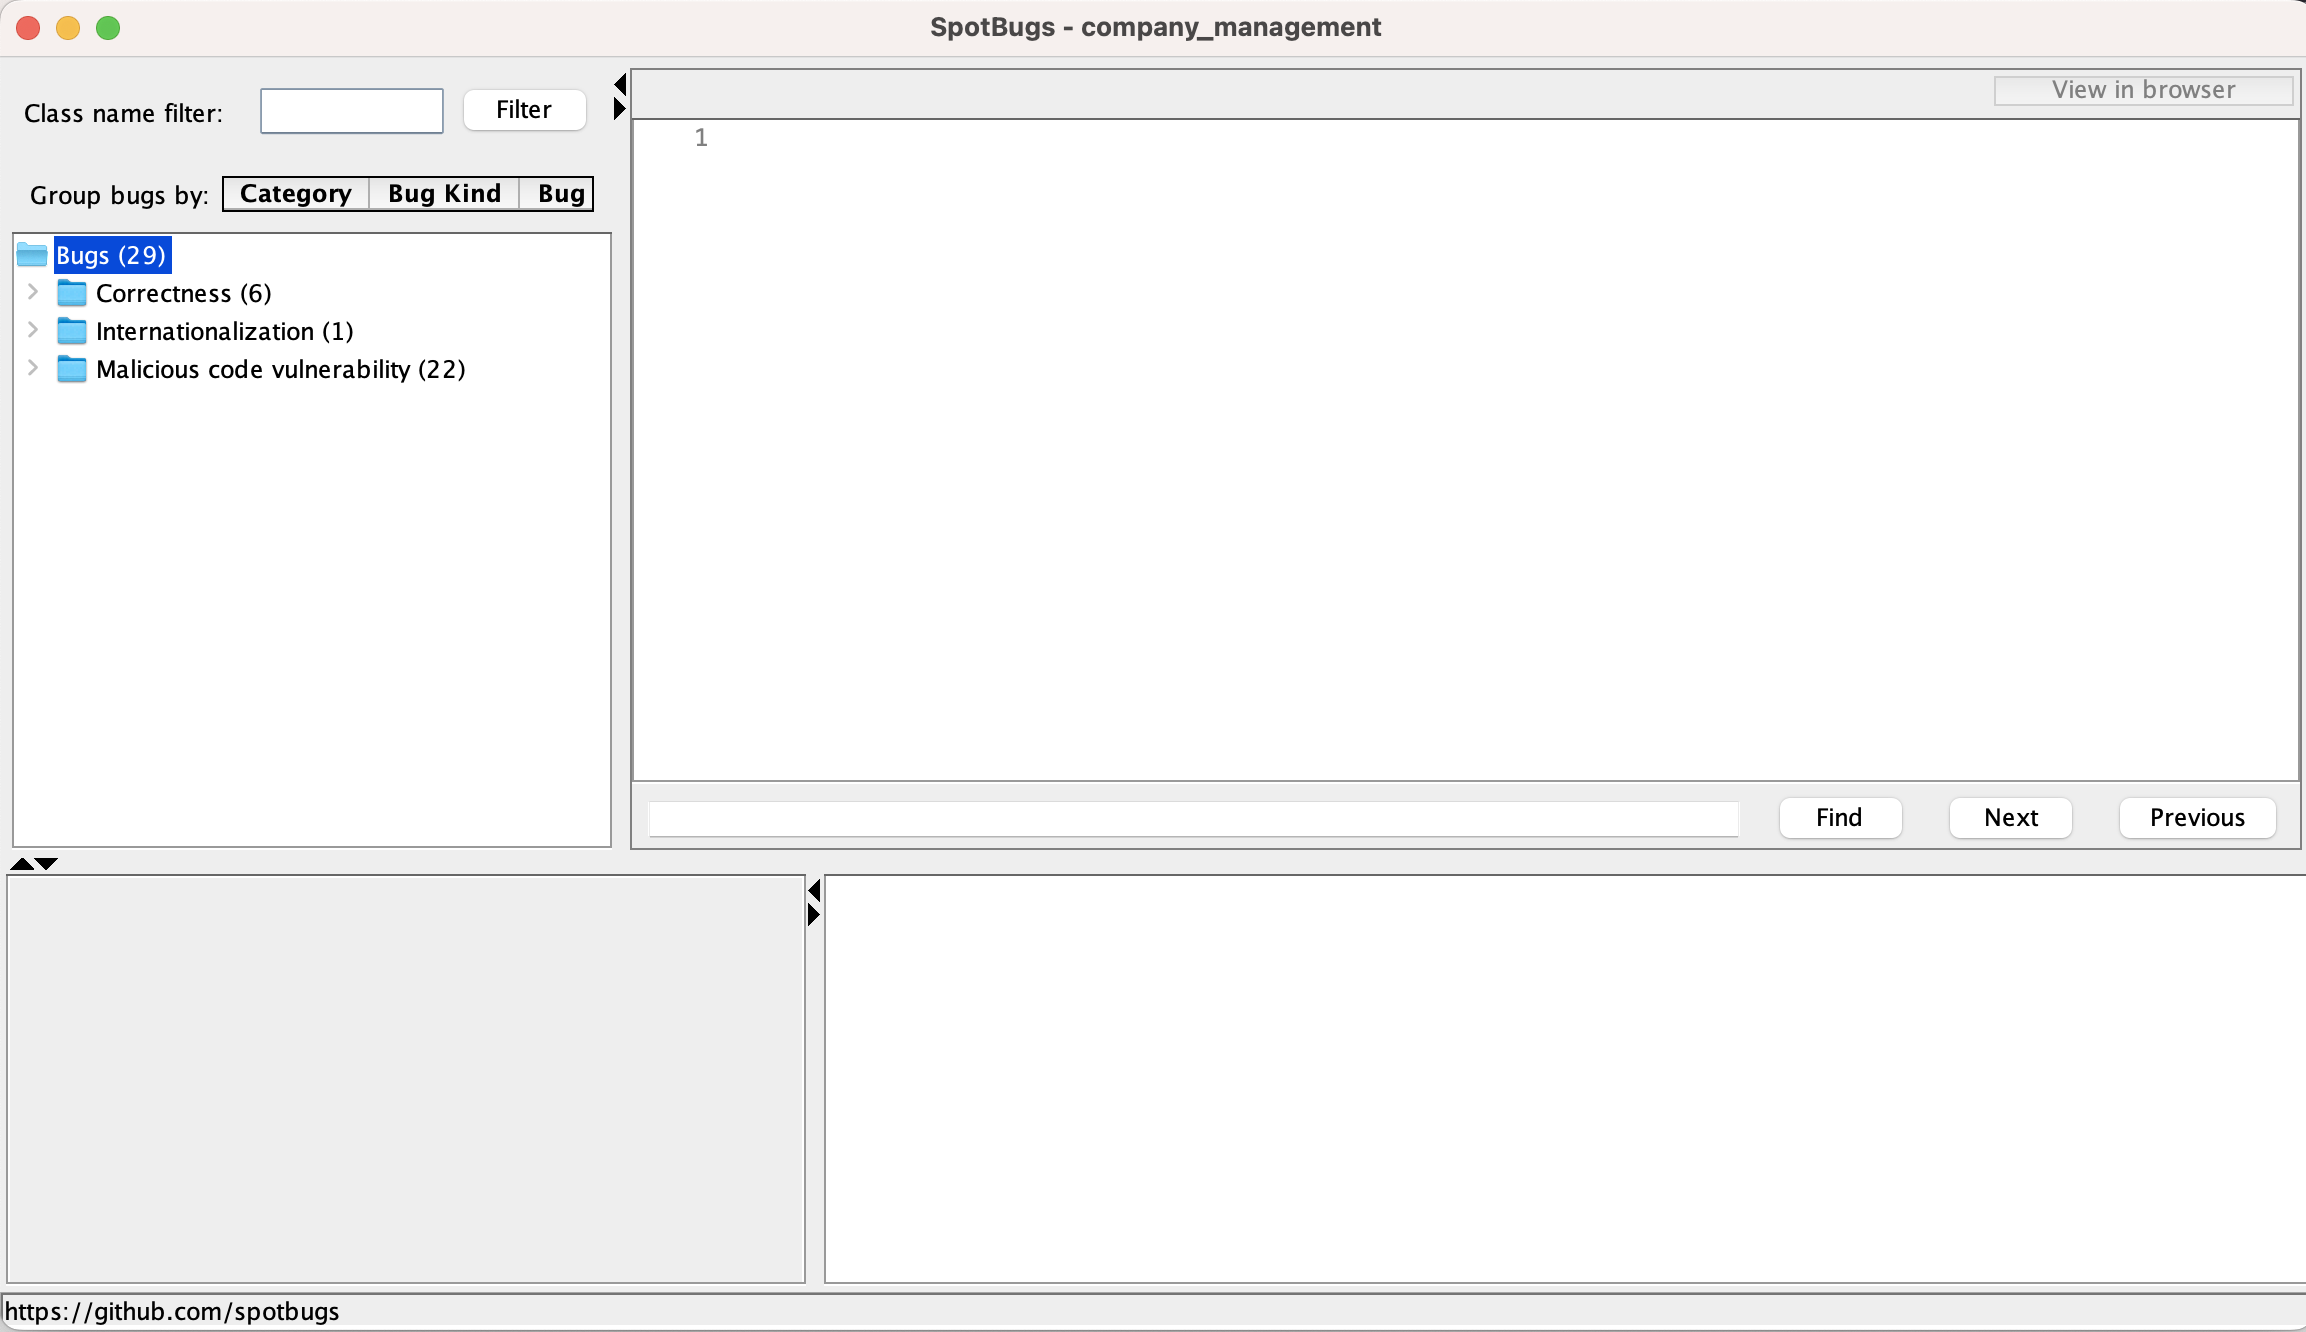 SpotBugs - company_management
Class name filter:
Filter
Group bugs by:
Category
Bug Kind
Bug
Bugs (29)
Correctness (6)
Internationalization (1)
Malicious code vulnerability (22)
View in browser
1
Find
Next
Previous
https://github.com/spotbugs